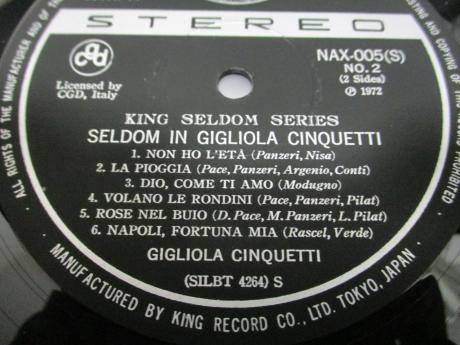 STEREO
cgd
Licensed by
CGD, Italy
NAX-005(S)
NO. 2
(2 Sides)
Ⓟ 1972
KING SELDOM SERIES
SELDOM IN GIGLIOLA CINQUETTI
1. NON HO L'ETÀ (Panzeri, Nisa)
2. LA PIOGGIA (Pace, Panzeri, Argenio, Conti)
3. DIO, COME TI AMO (Modugno)
4. VOLANO LE RONDINI (Pace, Panzeri, Pilat)
5. ROSE NEL BUIO (D. Pace, M. Panzeri, L. Pilat)
6. NAPOLI, FORTUNA MIA (Rascel, Verde)
GIGLIOLA CINQUETTI
(SILBT 4264) S
ALL RIGHTS OF THE MANUFACTURER AND OF THE
PROHIBITED.
MANUFACTURED BY KING RECORD CO., LTD. TOKYO, JAPAN.